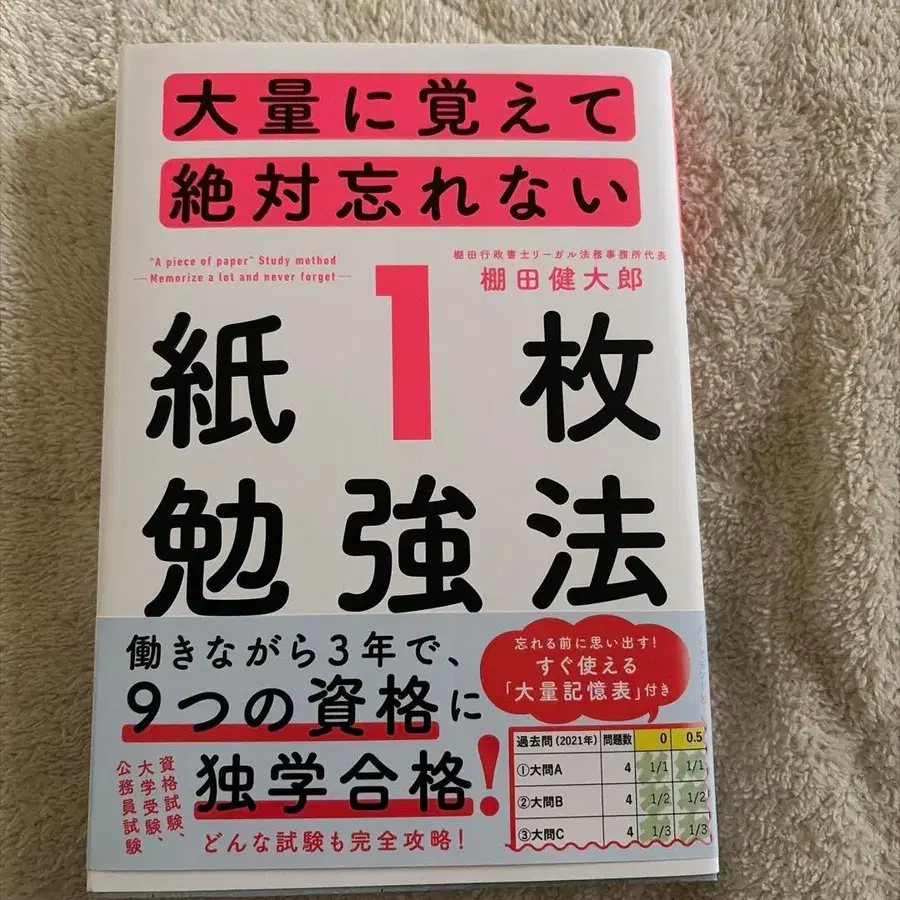 大量に覚えて
絶対忘れない
"A piece of paper" Study method
Memorize a lot and never forget
棚田行政書士リーガル法務事務所代表
棚田健大郎
紙1枚
勉強法
働きながら3年で、
9つの資格に
独学合格!
資格試験、
大学受験、
公務員試験
どんな試験も完全攻略!
忘れる前に思い出す!
すぐ使える
「大量記憶表」付き
過去問(2021年) 問題数 0 0.5
①大問A 4 1/1 1/1
②大問B 4 1/2 1/2
③大問C 4 1/3 1/3